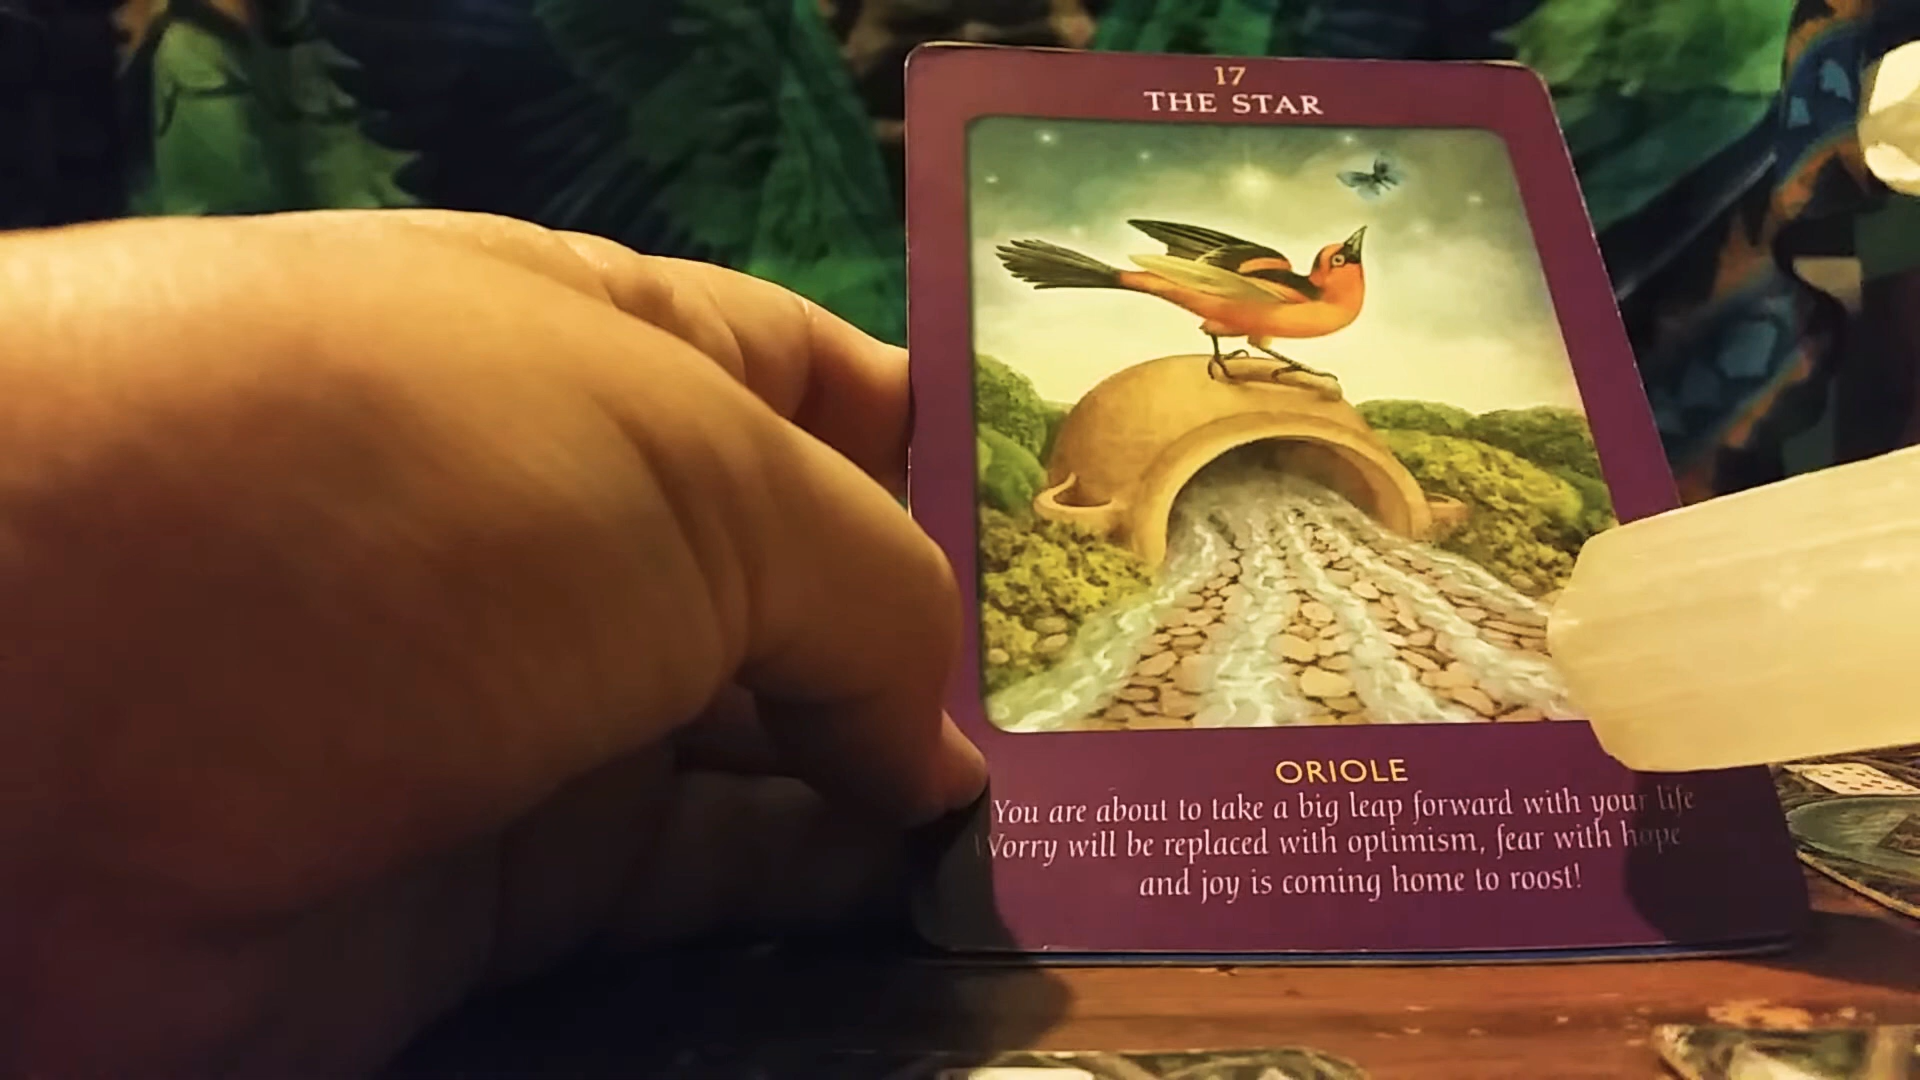 17
THE STAR
ORIOLE
You are about to take a big leap forward with your life
Worry will be replaced with optimism, fear with hope
and joy is coming home to roost!